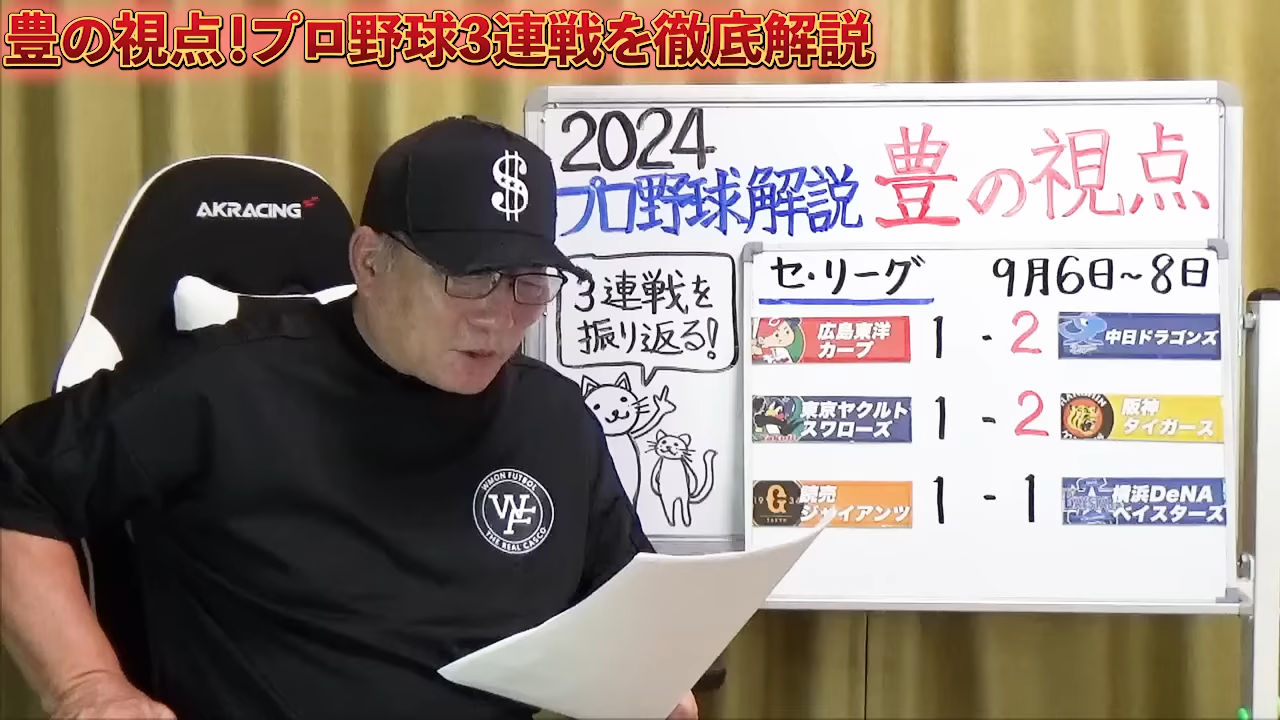 豊の視点!プロ野球3連戦を徹底解説
2024
プロ野球解説 豊の視点
3連戦を
振り返る!
セ・リーグ 9月6日~8日
広島東洋
カープ
1 - 2
中日ドラゴンズ
東京ヤクルト
スワローズ
1 - 2
阪神
タイガース
読売
ジャイアンツ
1 - 1
横浜DeNA
ベイスターズ
AKRACING
$
WMON FUTBOL
WF
THE REAL CASCO